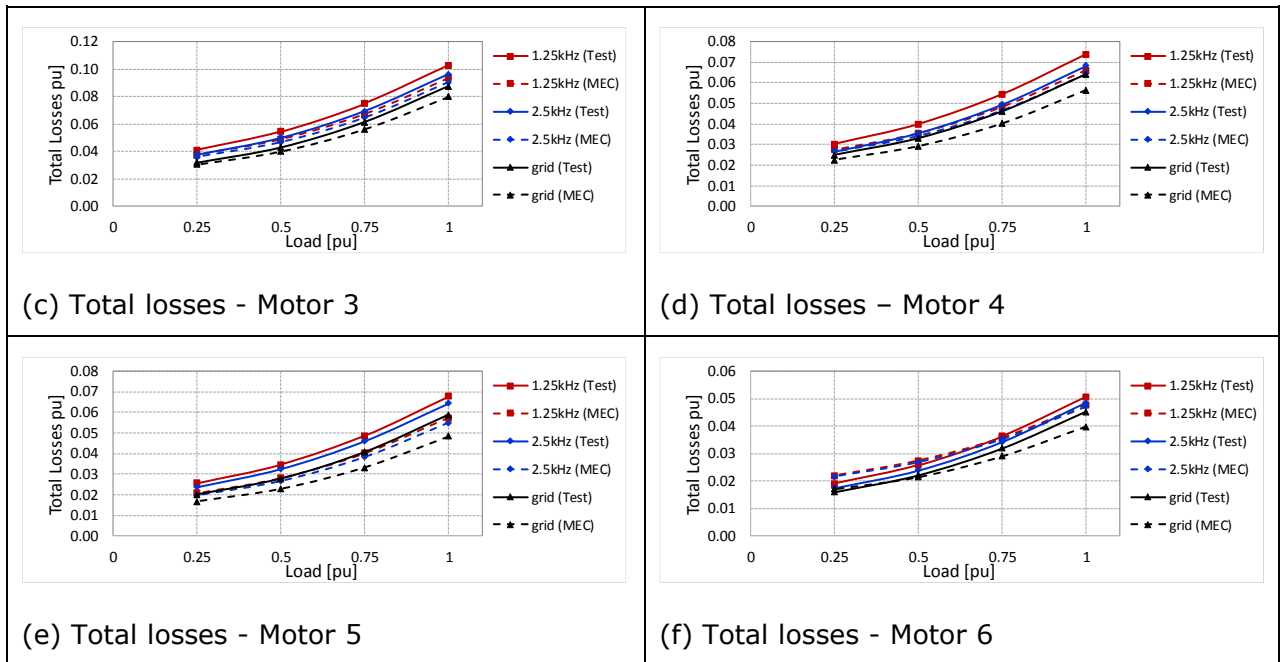 0.12
0.10
0.08
0.06
0.04
0.02
0.00
Total Losses pu]
0 0.25 0.5 0.75 1
Load [pu]
1.25kHz (Test)
1.25kHz (MEC)
2.5kHz (Test)
2.5kHz (MEC)
grid (Test)
grid (MEC)
(c) Total losses - Motor 3
0.08
0.07
0.06
0.05
0.04
0.03
0.02
0.01
0.00
Total Losses pu]
0 0.25 0.5 0.75 1
Load [pu]
1.25kHz (Test)
1.25kHz (MEC)
2.5kHz (Test)
2.5kHz (MEC)
grid (Test)
grid (MEC)
(d) Total losses – Motor 4
0.08
0.07
0.06
0.05
0.04
0.03
0.02
0.01
0.00
Total Losses pu]
0 0.25 0.5 0.75 1
Load [pu]
1.25kHz (Test)
1.25kHz (MEC)
2.5kHz (Test)
2.5kHz (MEC)
grid (Test)
grid (MEC)
(e) Total losses - Motor 5
0.06
0.05
0.04
0.03
0.02
0.01
0.00
Total Losses pu]
0 0.25 0.5 0.75 1
Load [pu]
1.25kHz (Test)
1.25kHz (MEC)
2.5kHz (Test)
2.5kHz (MEC)
grid (Test)
grid (MEC)
(f) Total losses - Motor 6